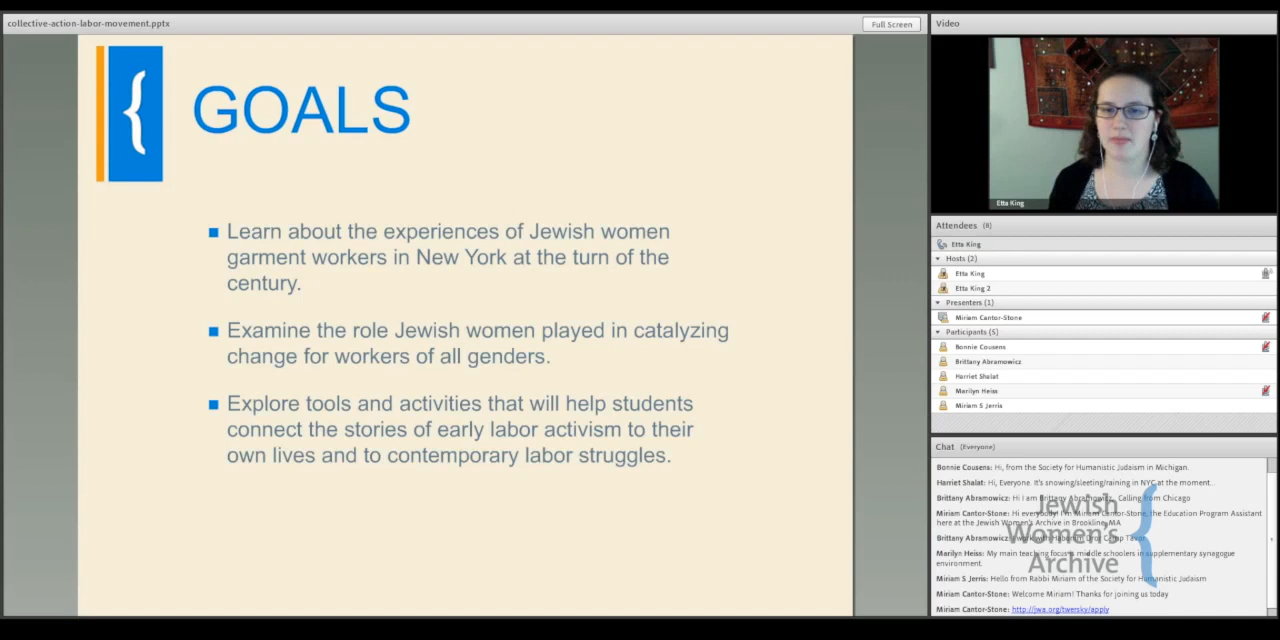 collective-action-labor-movement.pptx
Full Screen
{
GOALS
Learn about the experiences of Jewish women
garment workers in New York at the turn of the
century.
Examine the role Jewish women played in catalyzing
change for workers of all genders.
Explore tools and activities that will help students
connect the stories of early labor activism to their
own lives and to contemporary labor struggles.
Video
Etta King
Attendees (8)
Etta King
Hosts (2)
Etta King
Etta King 2
Presenters (1)
Miriam Cantor-Stone
Participants (5)
Bonnie Cousens
Brittany Abramowicz
Harriet Shalat
Marilyn Heiss
Miriam S Jerris
Chat (Everyone)
Bonnie Cousens: Hi, from the Society for Humanistic Judaism in Michigan.
Harriet Shalat: Hi, Everyone. It's snowing/sleeting/raining in NYC at the moment...
Brittany Abramowicz: Hi I am Brittany Abramowicz, Calling from Chicago
Miriam Cantor-Stone: Hi everybody! I'm Miriam Cantor-Stone, the Education Program Assistant
here at the Jewish Women's Archive in Brookline, MA
Brittany Abramowicz: I work with Habonim Dror Camp Tavor
Marilyn Heiss: My main teaching focus is middle schoolers in supplementary synagogue
environment.
Miriam S Jerris: Hello from Rabbi Miriam of the Society for Humanistic Judaism
Miriam Cantor-Stone: Welcome Miriam! Thanks for joining us today
Miriam Cantor-Stone: http://jwa.org/twersky/apply
Jewish
Women's
Archive
{